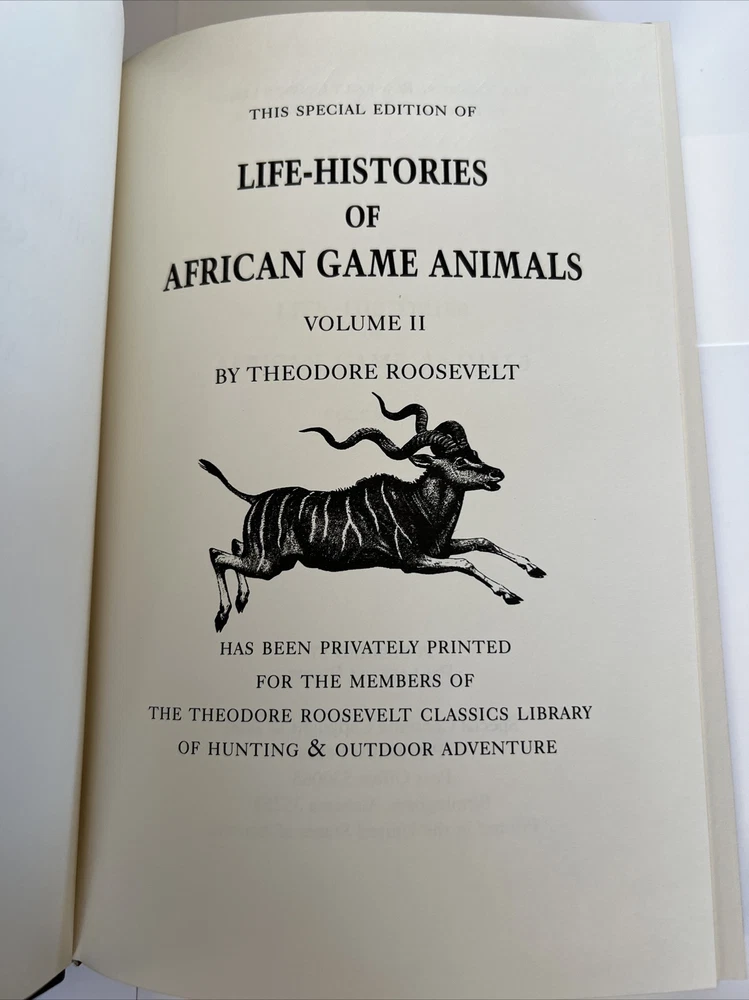 THIS SPECIAL EDITION OF
LIFE-HISTORIES
OF
AFRICAN GAME ANIMALS
VOLUME II
BY THEODORE ROOSEVELT
HAS BEEN PRIVATELY PRINTED
FOR THE MEMBERS OF
THE THEODORE ROOSEVELT CLASSICS LIBRARY
OF HUNTING & OUTDOOR ADVENTURE